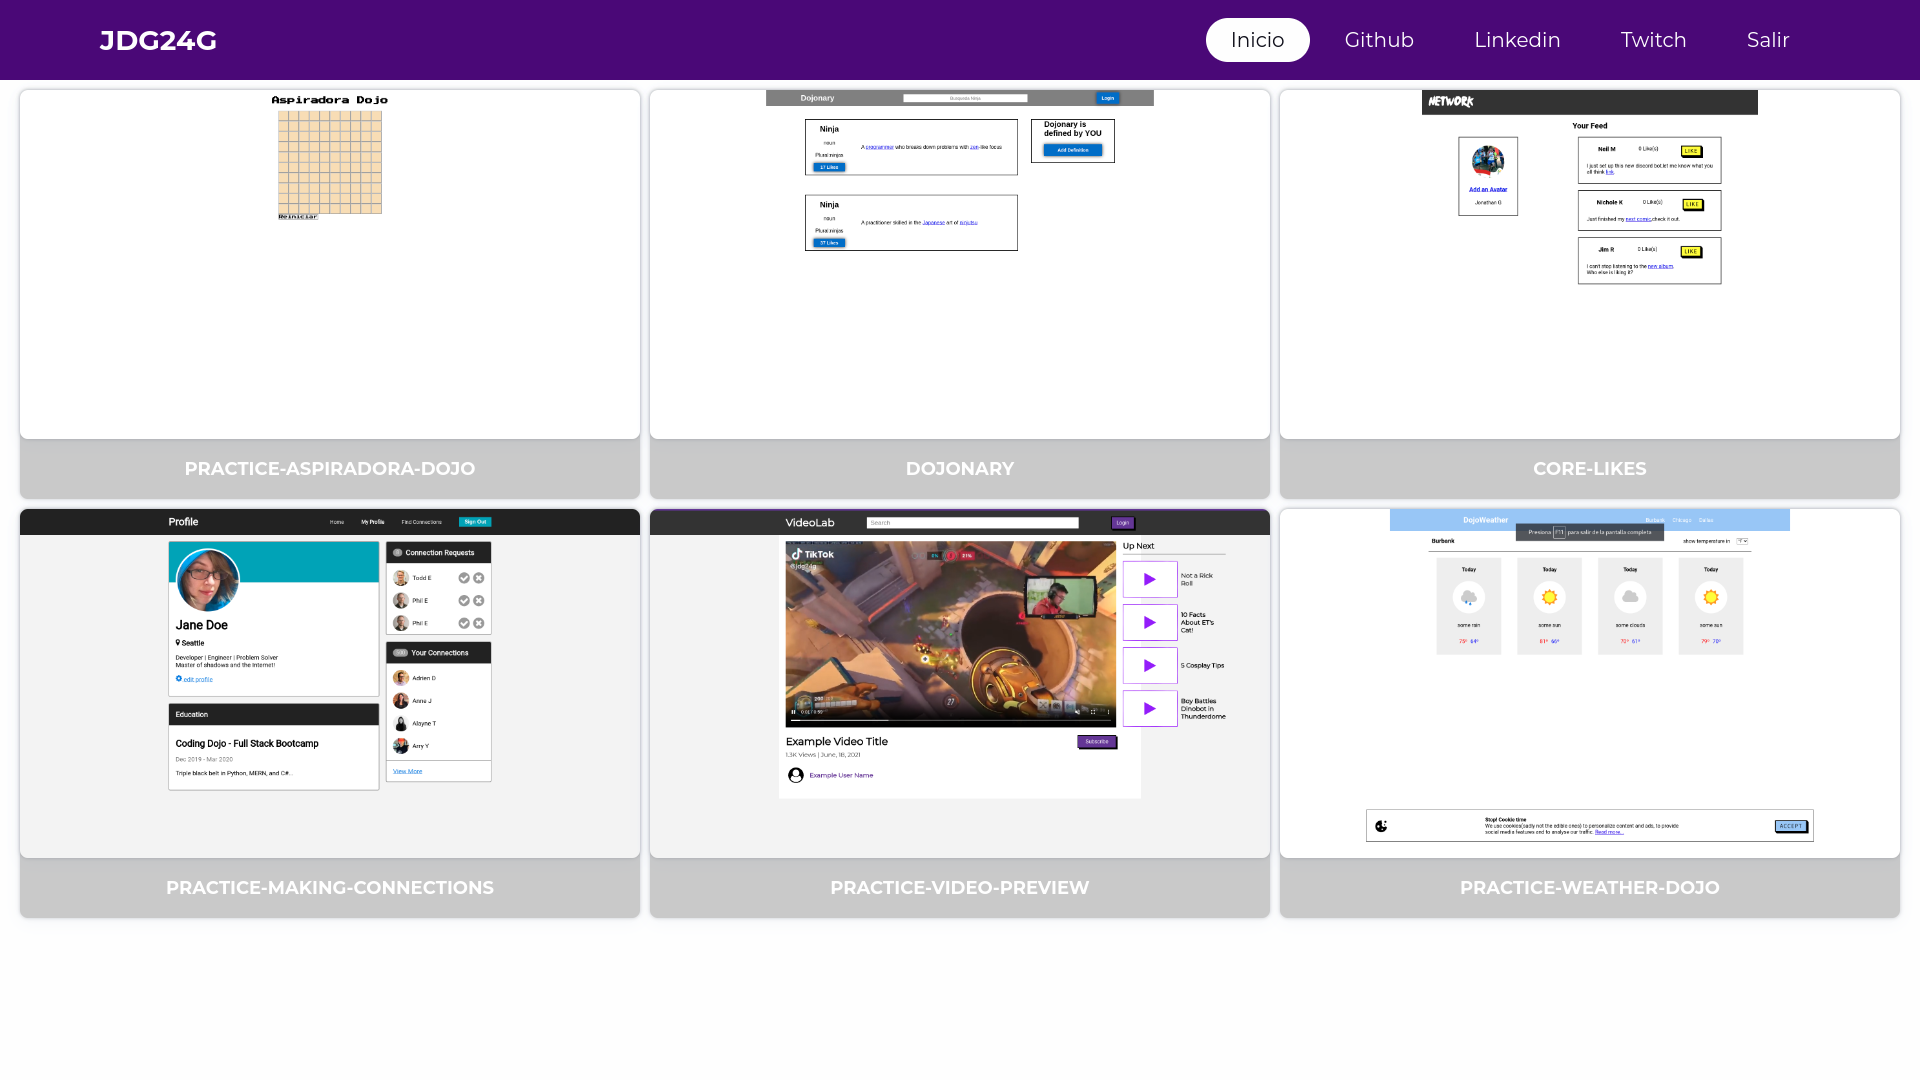 JDG24G
Inicio
Github
Linkedin
Twitch
Salir
Aspiradora Dojo
Reiniciar
PRACTICE-ASPIRADORA-DOJO
Dojonary
Busqueda Ninja
Login
Ninja
noun
Plural:ninjas
17 Likes
A programmer who breaks down problems with zen-like focus
Dojonary is
defined by YOU
Add Definition
Ninja
noun
Plural:ninjas
37 Likes
A practitioner skilled in the Japanese art of ninjutsu
DOJONARY
NETWORK
Your Feed
Add an Avatar
Jonathan G
Neil M
0 Like(s)
LIKE
I just set up this new discord bot.let me know what you
all think link.
Nichole K
0 Like(s)
LIKE
Just finished my next comic,check it out.
Jim R
0 Like(s)
LIKE
I can't stop listening to the new album.
Who else is liking it?
CORE-LIKES
Profile
Home
My Profile
Find Connections
Sign Out
Jane Doe
Seattle
Developer | Engineer | Problem Solver
Master of shadows and the Internet!
edit profile
Education
Coding Dojo - Full Stack Bootcamp
Dec 2019 - Mar 2020
Triple black belt in Python, MERN, and C#...
Connection Requests
Todd E
Phil E
Phil E
Your Connections
Adrien D
Anne J
Alayne T
Amy Y
View More
PRACTICE-MAKING-CONNECTIONS
VideoLab
Search
Login
TikTok
@jdg24g
Up Next
Not a Rick
Roll
10 Facts
About ET's
Cat!
5 Cosplay Tips
Boy Battles
Dinobot in
Thunderdome
Example Video Title
Subscribe
1.3K Views | June, 18, 2021
Example User Name
PRACTICE-VIDEO-PREVIEW
DojoWeather
Burbank
Chicago
Dallas
Presiona F11 para salir de la pantalla completa
Burbank
show temperature in
Today
some rain
75° 64°
Today
some sun
81° 66°
Today
some clouds
70° 61°
Today
some sun
79° 70°
Stop! Cookie time
We use cookies(sadly not the edible ones) to personalize content and ads, to provide
social media features and to analyse our traffic. Read more...
ACCEPT
PRACTICE-WEATHER-DOJO